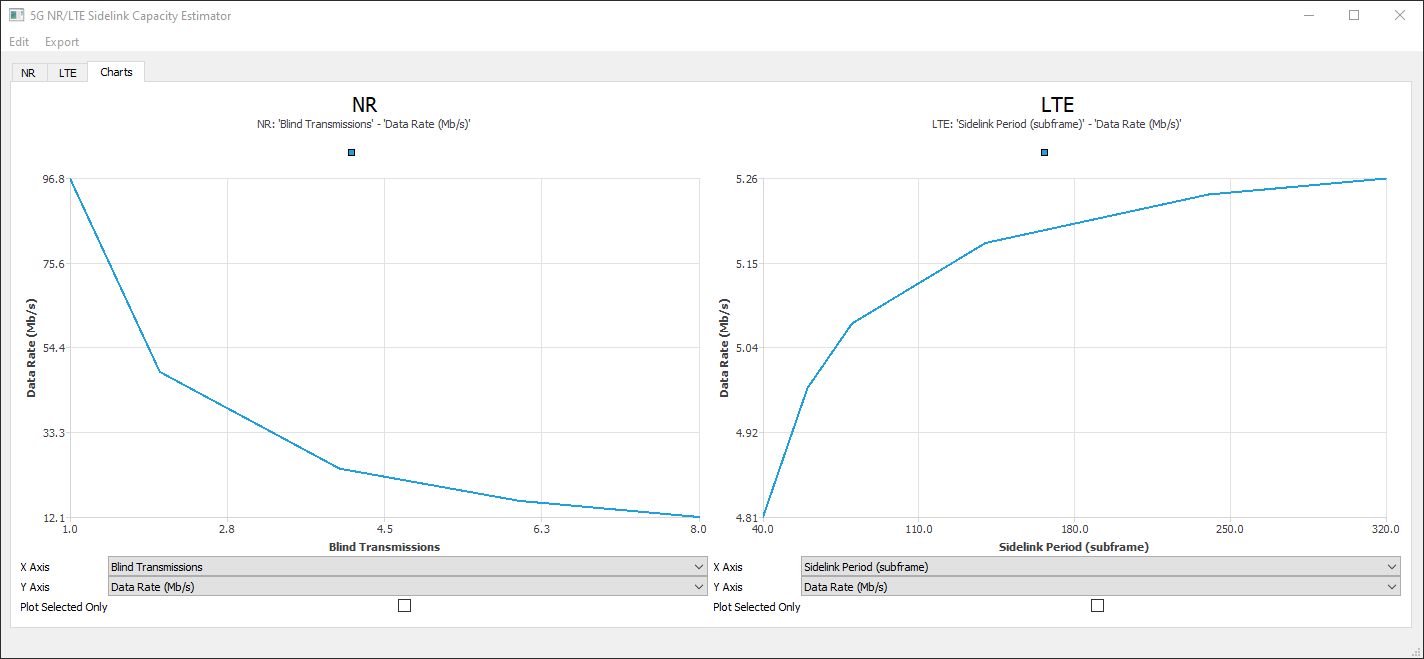 5G NR/LTE Sidelink Capacity Estimator
Edit Export
NR LTE Charts
NR
NR: 'Blind Transmissions' - 'Data Rate (Mb/s)'
96.8
75.6
54.4
33.3
12.1
Data Rate (Mb/s)
1.0 2.8 4.5 6.3 8.0
Blind Transmissions
X Axis Blind Transmissions
Y Axis Data Rate (Mb/s)
Plot Selected Only
LTE
LTE: 'Sidelink Period (subframe)' - 'Data Rate (Mb/s)'
5.26
5.15
5.04
4.92
4.81
Data Rate (Mb/s)
40.0 110.0 180.0 250.0 320.0
Sidelink Period (subframe)
X Axis Sidelink Period (subframe)
Y Axis Data Rate (Mb/s)
Plot Selected Only